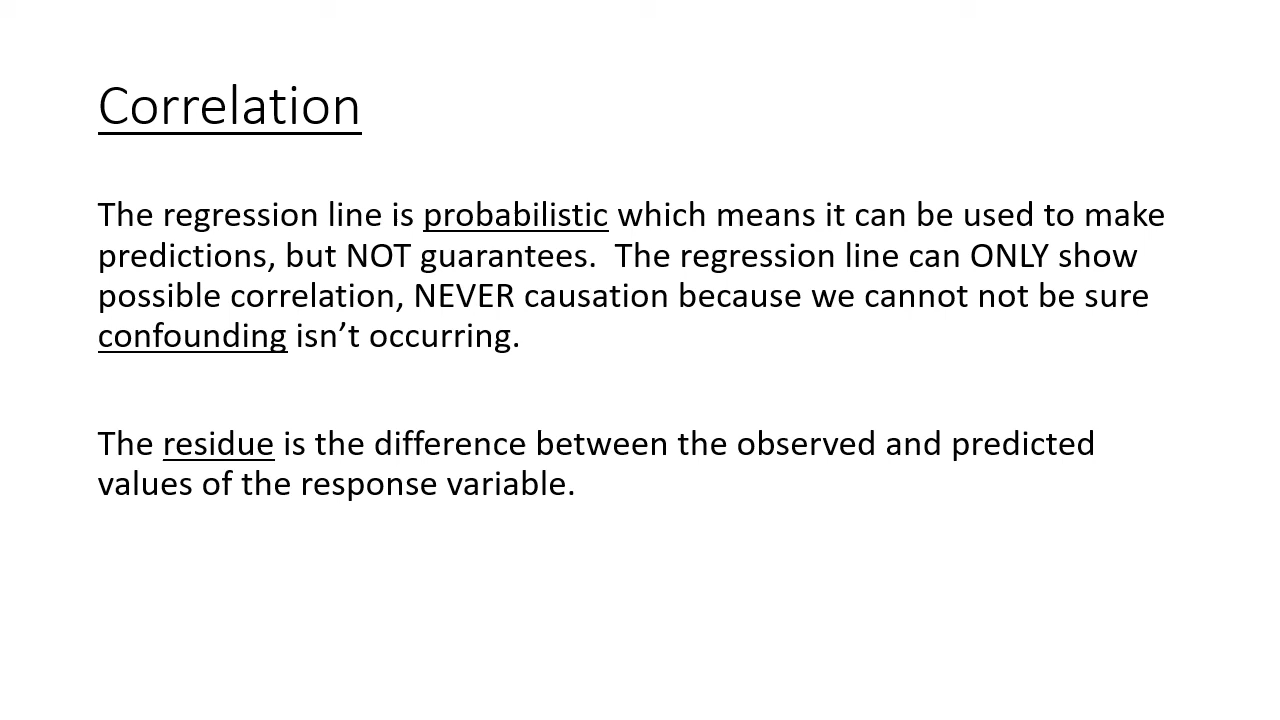 Correlation
The regression line is probabilistic which means it can be used to make
predictions, but NOT guarantees.  The regression line can ONLY show
possible correlation, NEVER causation because we cannot not be sure
confounding isn’t occurring.
The residue is the difference between the observed and predicted
values of the response variable.